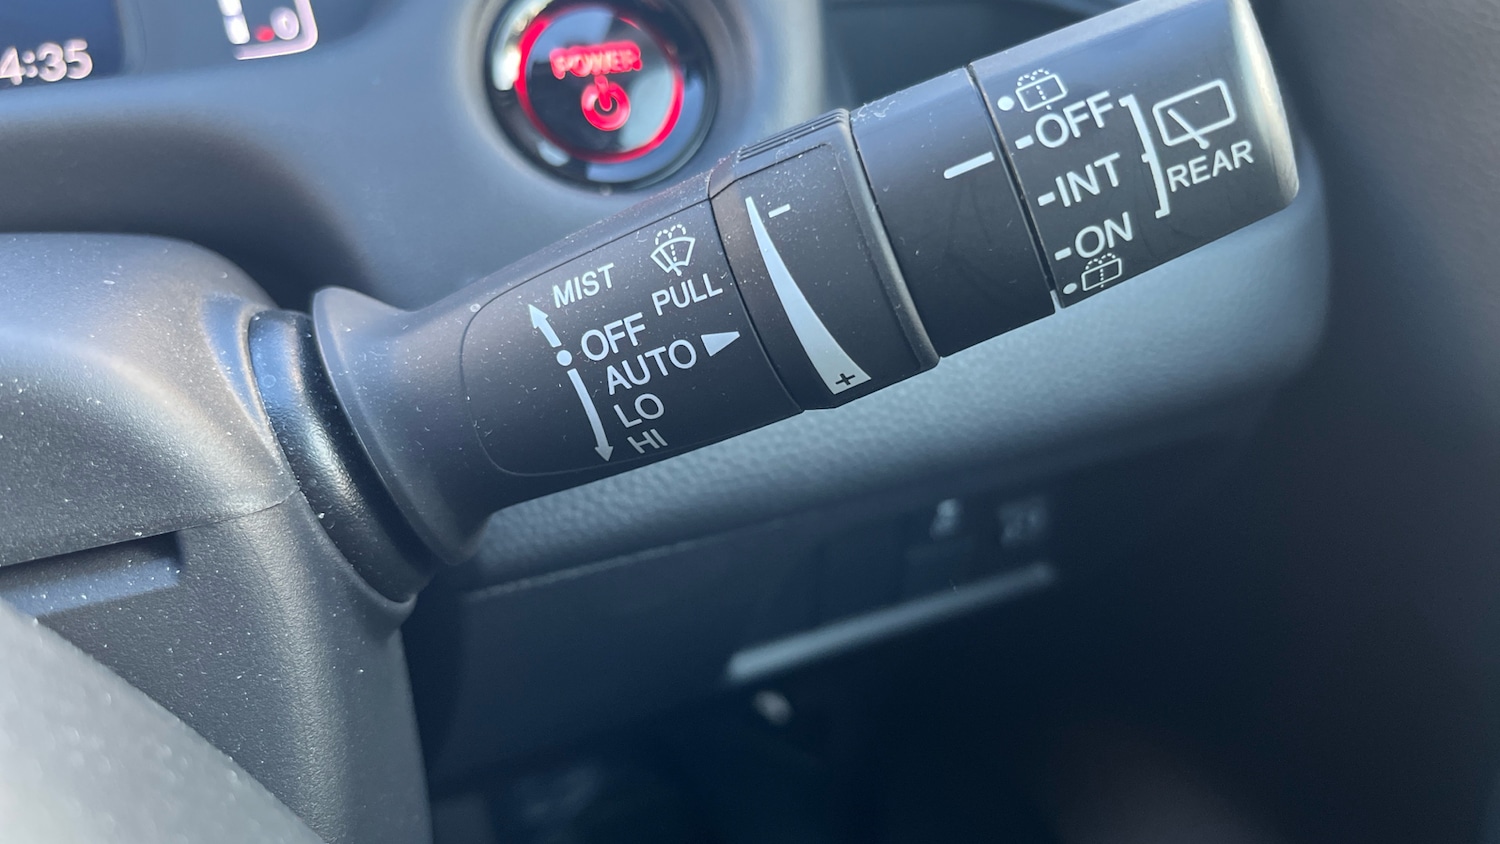 4:35
POWER
MIST
PULL
OFF
AUTO
LO
HI
-
+
OFF
INT
ON
REAR